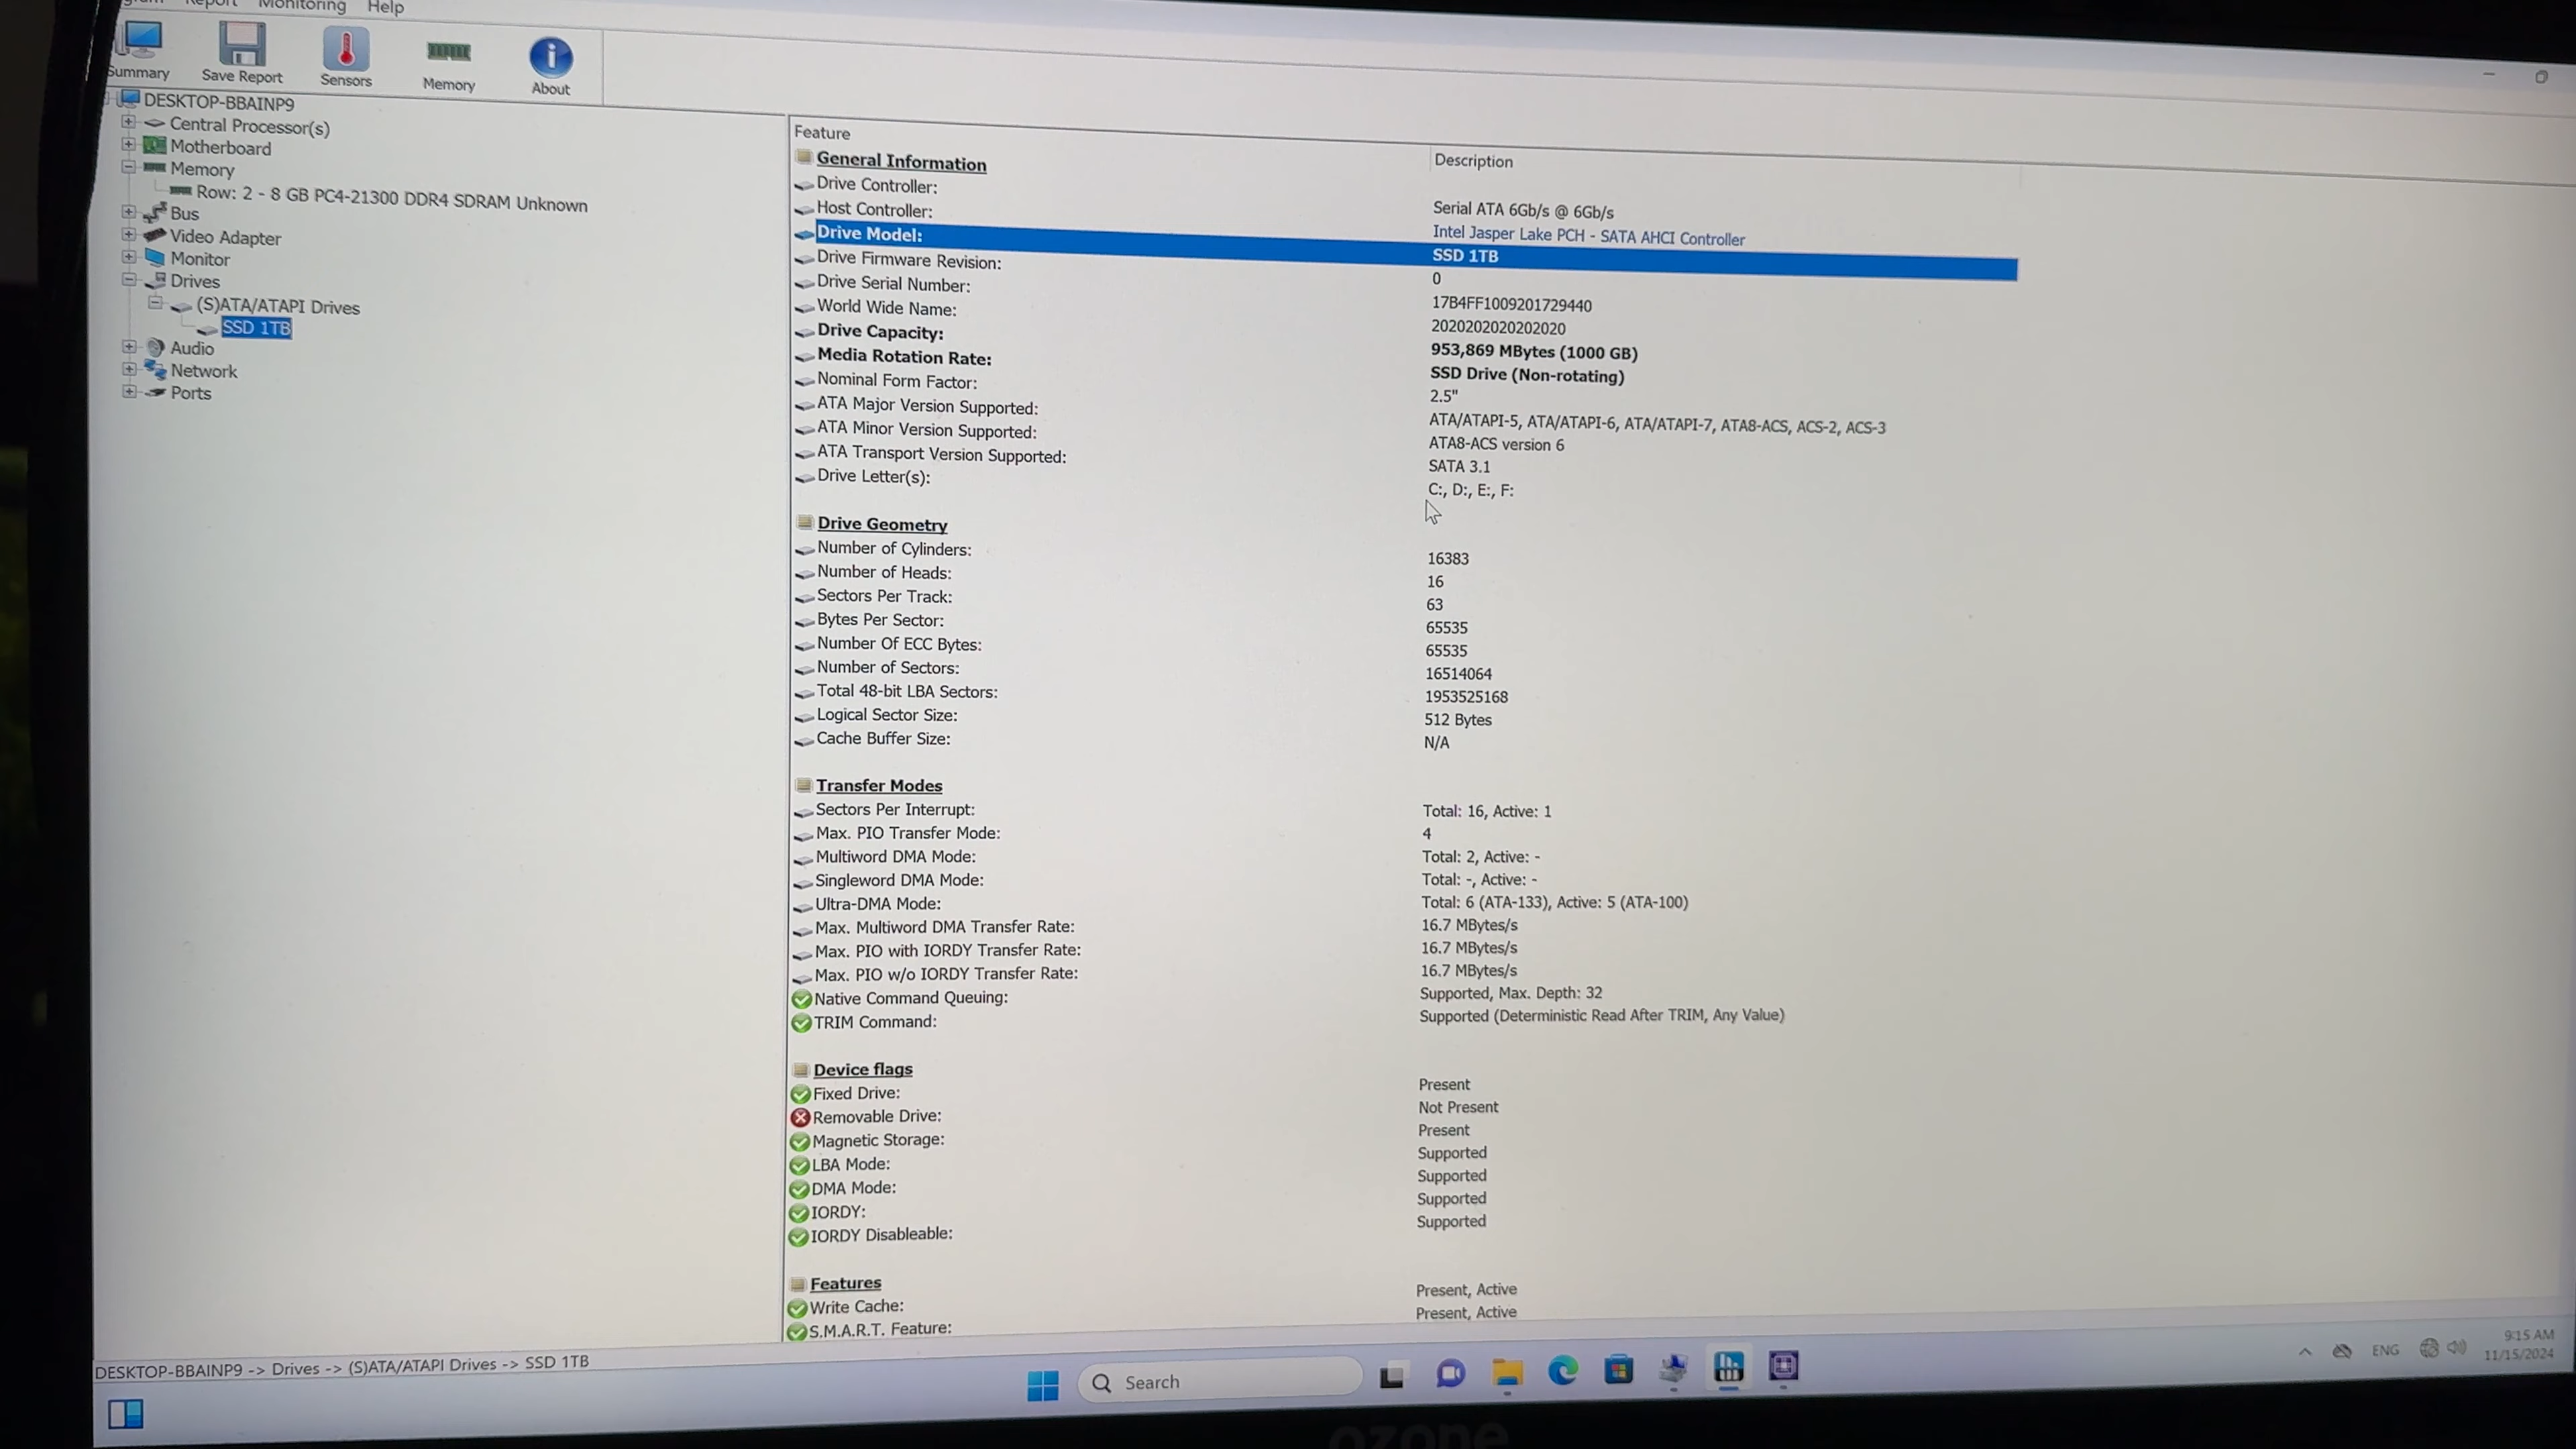 Report Monitoring Help
Summary Save Report Sensors Memory About
DESKTOP-BBAINP9
Central Processor(s)
Motherboard
Memory
Row: 2 - 8 GB PC4-21300 DDR4 SDRAM Unknown
Bus
Video Adapter
Monitor
Drives
(S)ATA/ATAPI Drives
SSD 1TB
Audio
Network
Ports
Feature Description
General Information
Drive Controller: Serial ATA 6Gb/s @ 6Gb/s
Host Controller: Intel Jasper Lake PCH - SATA AHCI Controller
Drive Model: SSD 1TB
Drive Firmware Revision: 0
Drive Serial Number: 17B4FF1009201729440
World Wide Name: 2020202020202020
Drive Capacity: 953,869 MBytes (1000 GB)
Media Rotation Rate: SSD Drive (Non-rotating)
Nominal Form Factor: 2.5"
ATA Major Version Supported: ATA/ATAPI-5, ATA/ATAPI-6, ATA/ATAPI-7, ATA8-ACS, ACS-2, ACS-3
ATA Minor Version Supported: ATA8-ACS version 6
ATA Transport Version Supported: SATA 3.1
Drive Letter(s): C:, D:, E:, F:
Drive Geometry
Number of Cylinders: 16383
Number of Heads: 16
Sectors Per Track: 63
Bytes Per Sector: 65535
Number Of ECC Bytes: 65535
Number of Sectors: 16514064
Total 48-bit LBA Sectors: 1953525168
Logical Sector Size: 512 Bytes
Cache Buffer Size: N/A
Transfer Modes
Sectors Per Interrupt: Total: 16, Active: 1
Max. PIO Transfer Mode: 4
Multiword DMA Mode: Total: 2, Active: -
Singleword DMA Mode: Total: -, Active: -
Ultra-DMA Mode: Total: 6 (ATA-133), Active: 5 (ATA-100)
Max. Multiword DMA Transfer Rate: 16.7 MBytes/s
Max. PIO with IORDY Transfer Rate: 16.7 MBytes/s
Max. PIO w/o IORDY Transfer Rate: 16.7 MBytes/s
Native Command Queuing: Supported, Max. Depth: 32
TRIM Command: Supported (Deterministic Read After TRIM, Any Value)
Device flags
Fixed Drive: Present
Removable Drive: Not Present
Magnetic Storage: Present
LBA Mode: Supported
DMA Mode: Supported
IORDY: Supported
IORDY Disableable: Supported
Features
Write Cache: Present, Active
S.M.A.R.T. Feature: Present, Active
DESKTOP-BBAINP9 -> Drives -> (S)ATA/ATAPI Drives -> SSD 1TB
Search
ENG
9:15 AM
11/15/2024
ozone